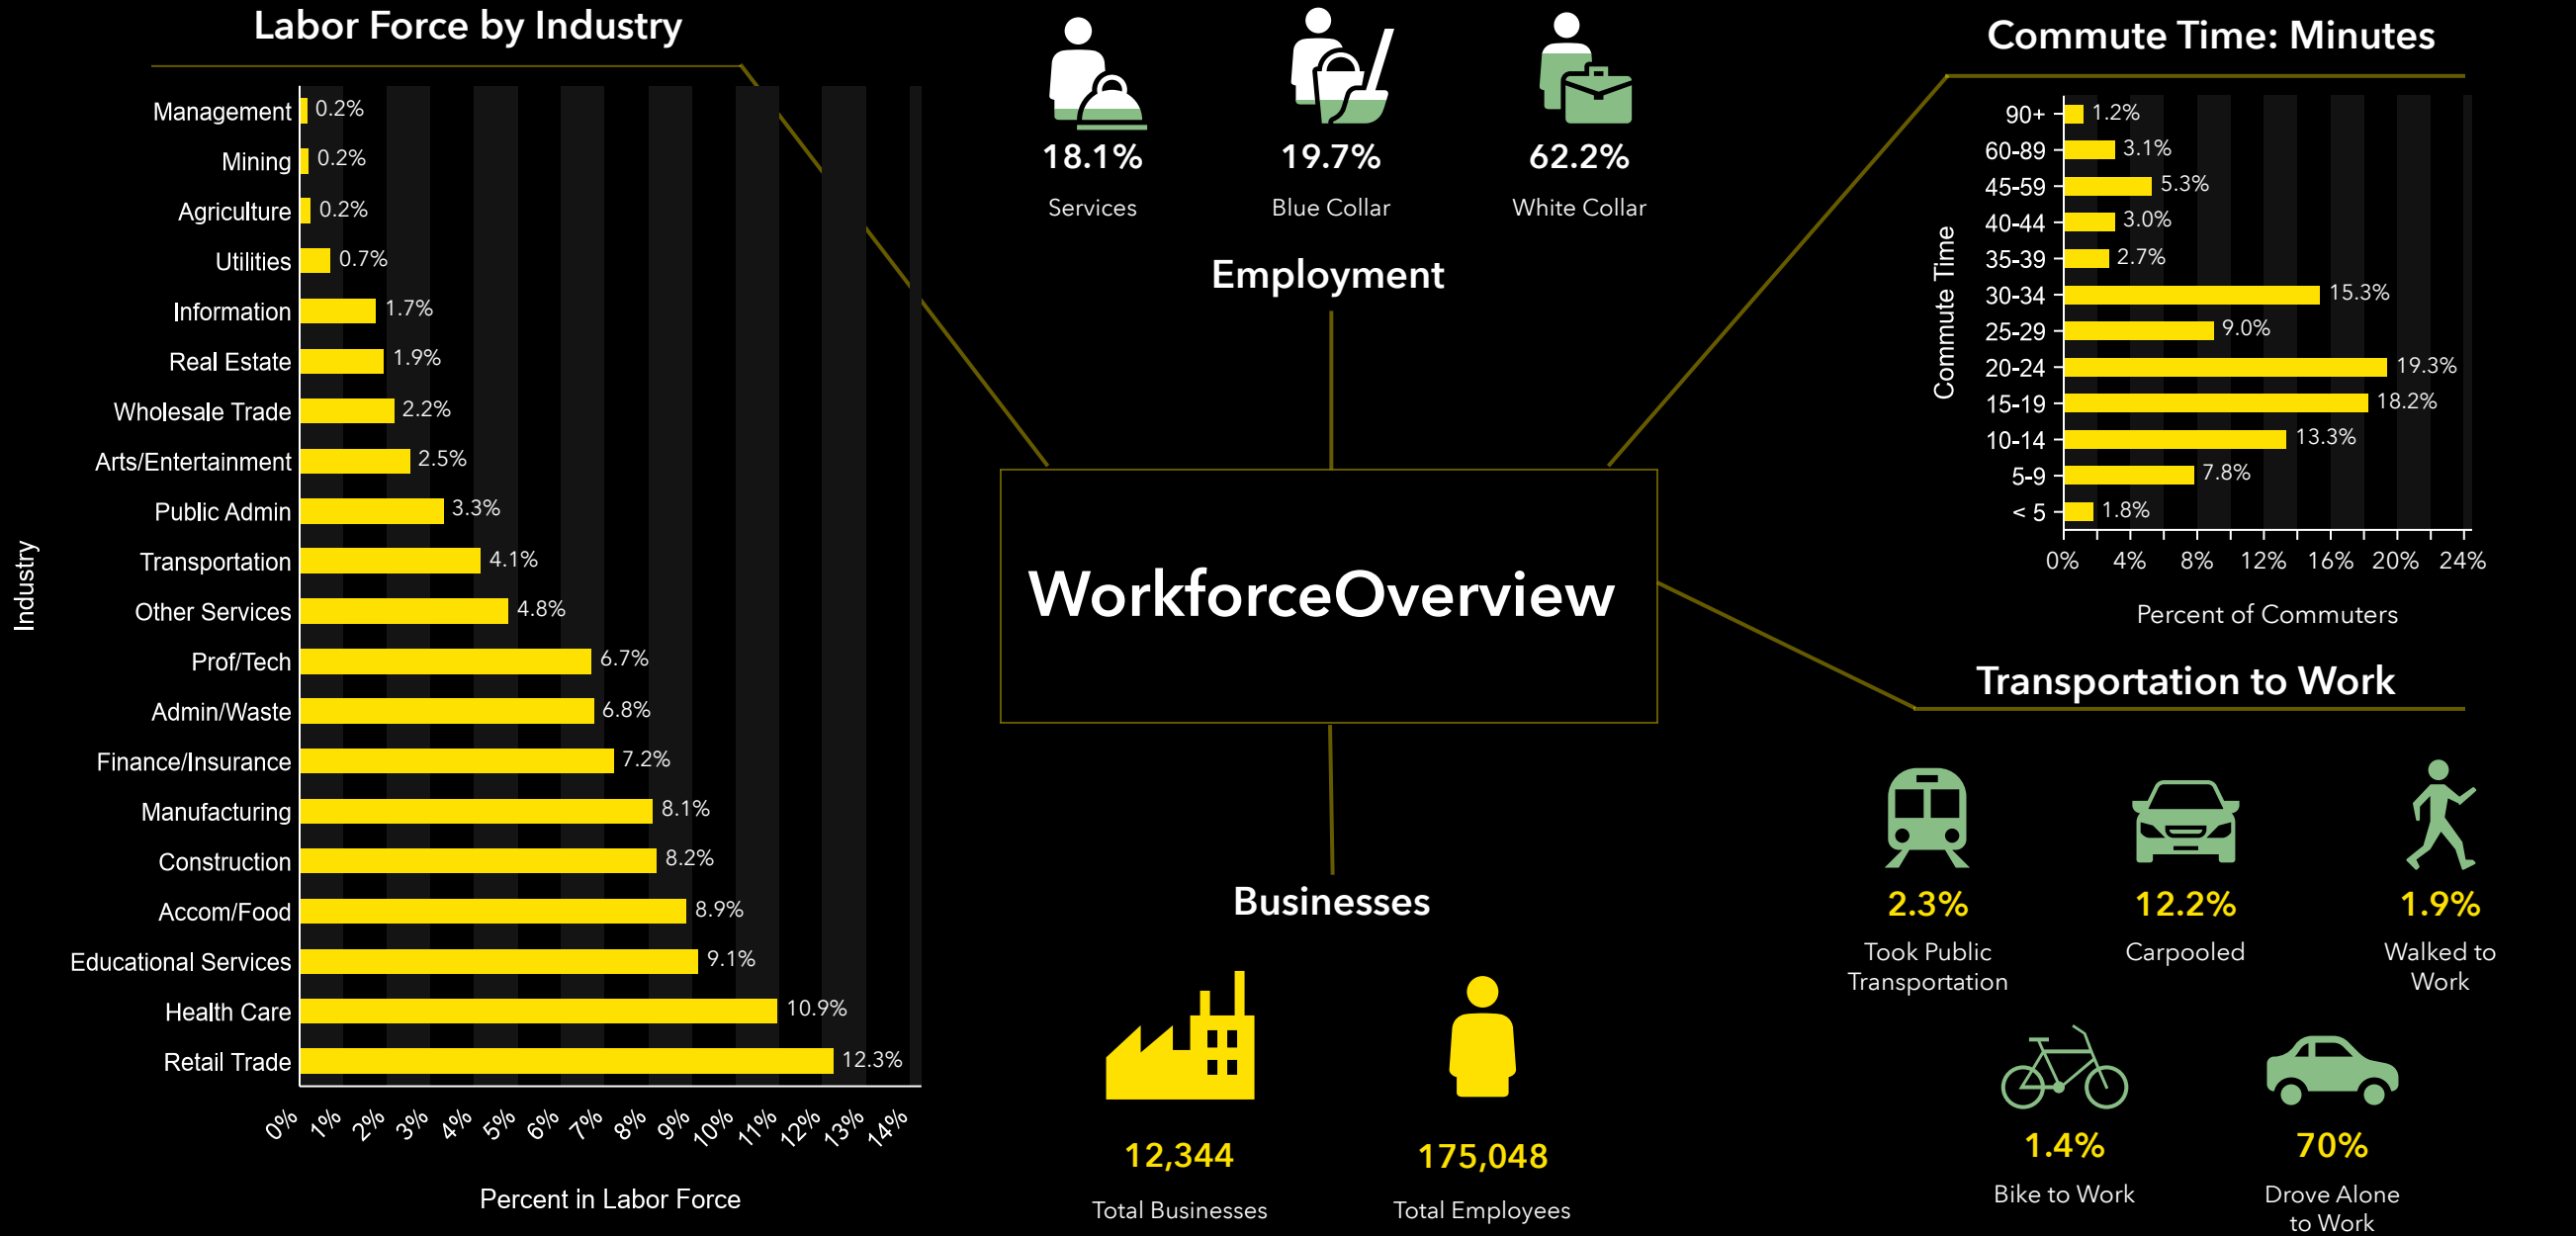 Labor Force by Industry
Industry
Management 0.2%
Mining 0.2%
Agriculture 0.2%
Utilities 0.7%
Information 1.7%
Real Estate 1.9%
Wholesale Trade 2.2%
Arts/Entertainment 2.5%
Public Admin 3.3%
Transportation 4.1%
Other Services 4.8%
Prof/Tech 6.7%
Admin/Waste 6.8%
Finance/Insurance 7.2%
Manufacturing 8.1%
Construction 8.2%
Accom/Food 8.9%
Educational Services 9.1%
Health Care 10.9%
Retail Trade 12.3%
0% 1% 2% 3% 4% 5% 6% 7% 8% 9% 10% 11% 12% 13% 14%
Percent in Labor Force
18.1% 19.7% 62.2%
Services Blue Collar White Collar
Employment
WorkforceOverview
Businesses
12,344 175,048
Total Businesses Total Employees
Commute Time: Minutes
Commute Time
90+ 1.2%
60-89 3.1%
45-59 5.3%
40-44 3.0%
35-39 2.7%
30-34 15.3%
25-29 9.0%
20-24 19.3%
15-19 18.2%
10-14 13.3%
5-9 7.8%
< 5 1.8%
0% 4% 8% 12% 16% 20% 24%
Percent of Commuters
Transportation to Work
2.3% 12.2% 1.9%
Took Public Carpooled Walked to
Transportation Work
1.4% 70%
Bike to Work Drove Alone
to Work